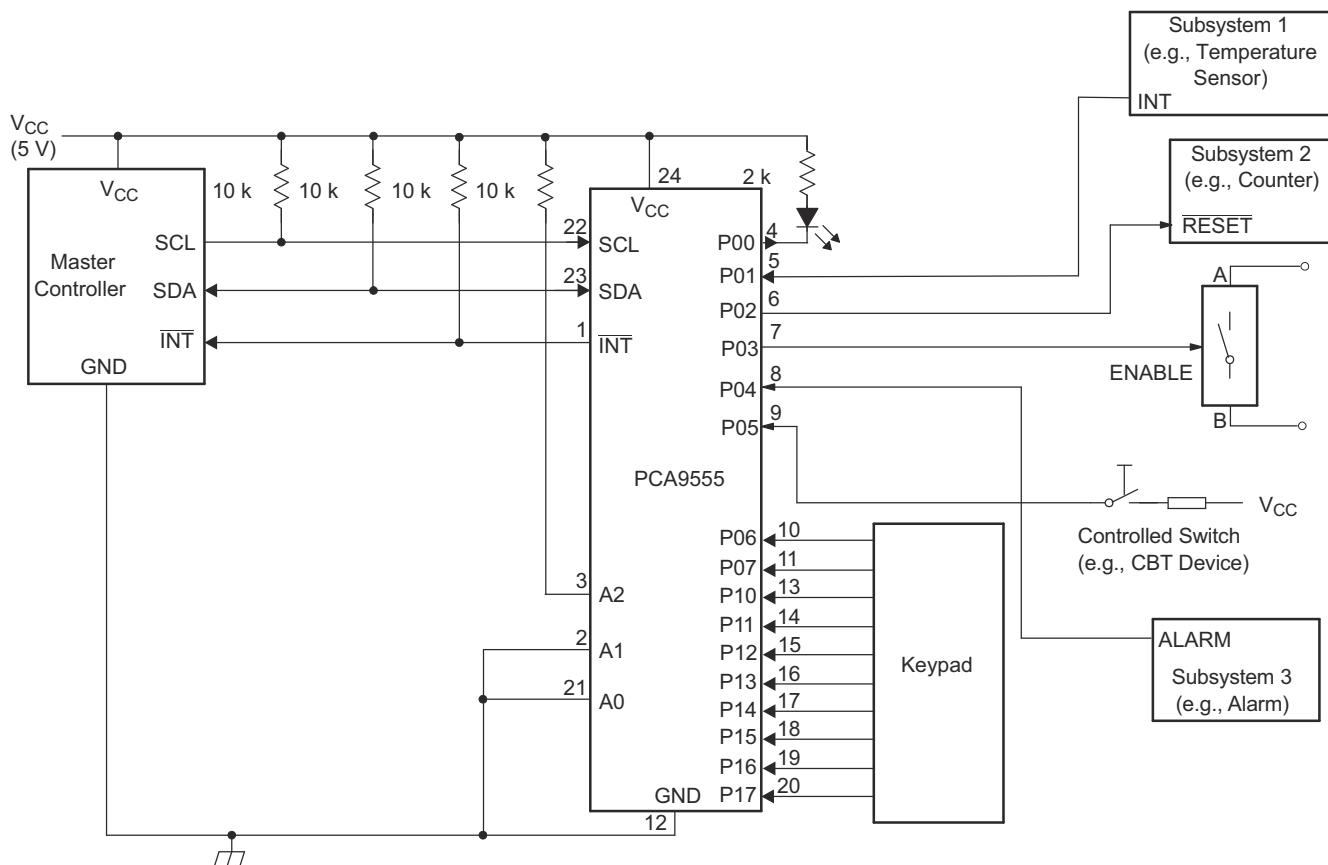 Subsystem 1
(e.g., Temperature
Sensor)
INT
VCC
(5 V)
Subsystem 2
(e.g., Counter)
RESET
VCC
10 k 10 k 10 k 10 k
24
2 k
VCC
Master
Controller
SCL
SDA
INT
GND
22
SCL
23
SDA
1
INT
P00
4
P01
5
P02
6
P03
7
P04
8
P05
9
A
ENABLE
B
PCA9555
VCC
Controlled Switch
(e.g., CBT Device)
3
A2
2
A1
21
A0
P06
10
P07
11
P10
13
P11
14
P12
15
P13
16
P14
17
P15
18
P16
19
P17
20
Keypad
ALARM
Subsystem 3
(e.g., Alarm)
GND
12